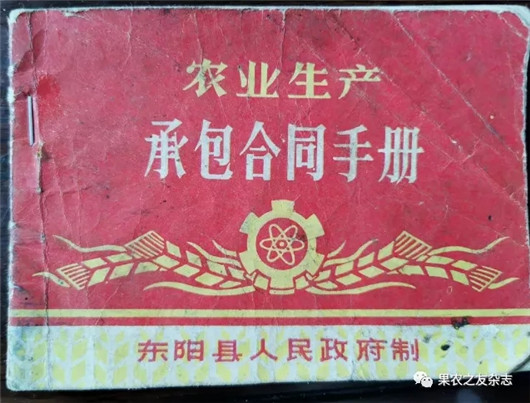 农业生产
承包合同手册
东阳县人民政府制
果农之友杂志